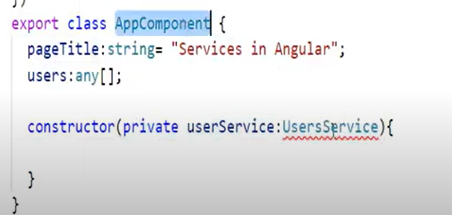 })
export class AppComponent {
pageTitle:string= "Services in Angular";
users:any[];
constructor(private userService:UsersService){
}
}